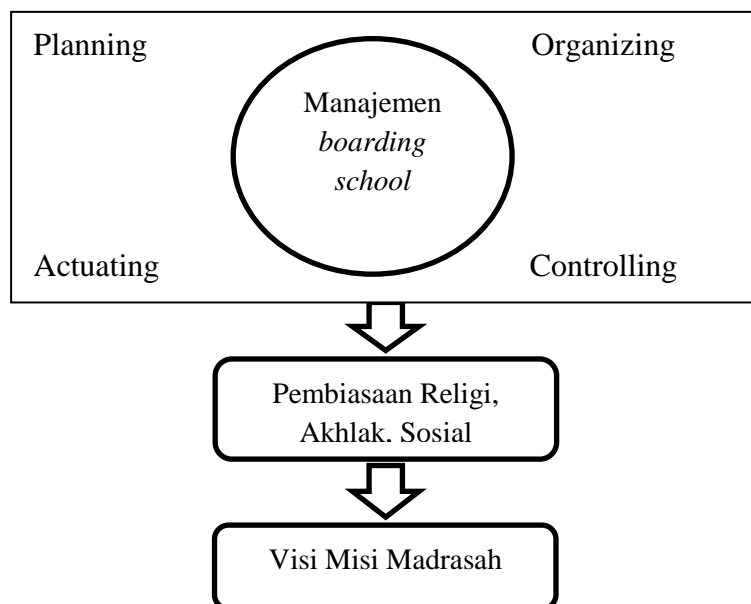 Planning
Organizing
Manajemen
boarding
school
Actuating
Controlling
Pembiasaan Religi,
Akhlak, Sosial
Visi Misi Madrasah